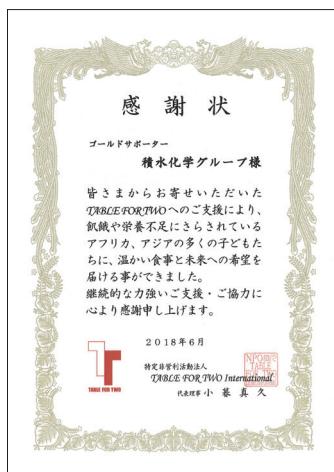 感謝状
ゴールドサポーター
積水化学グループ様
皆さまからお寄せいただいた
TABLE FOR TWOへのご支援により、
飢餓や栄養不足にさらされている
アフリカ、アジアの多くの子どもた
ちに、温かい食事と未来への希望を
届ける事ができました。
継続的な力強いご支援・ご協力に
心より感謝申し上げます。
2018年6月
特定非営利活動法人
TABLE FOR TWO International
代表理事 小暮真久
TABLE FOR TWO